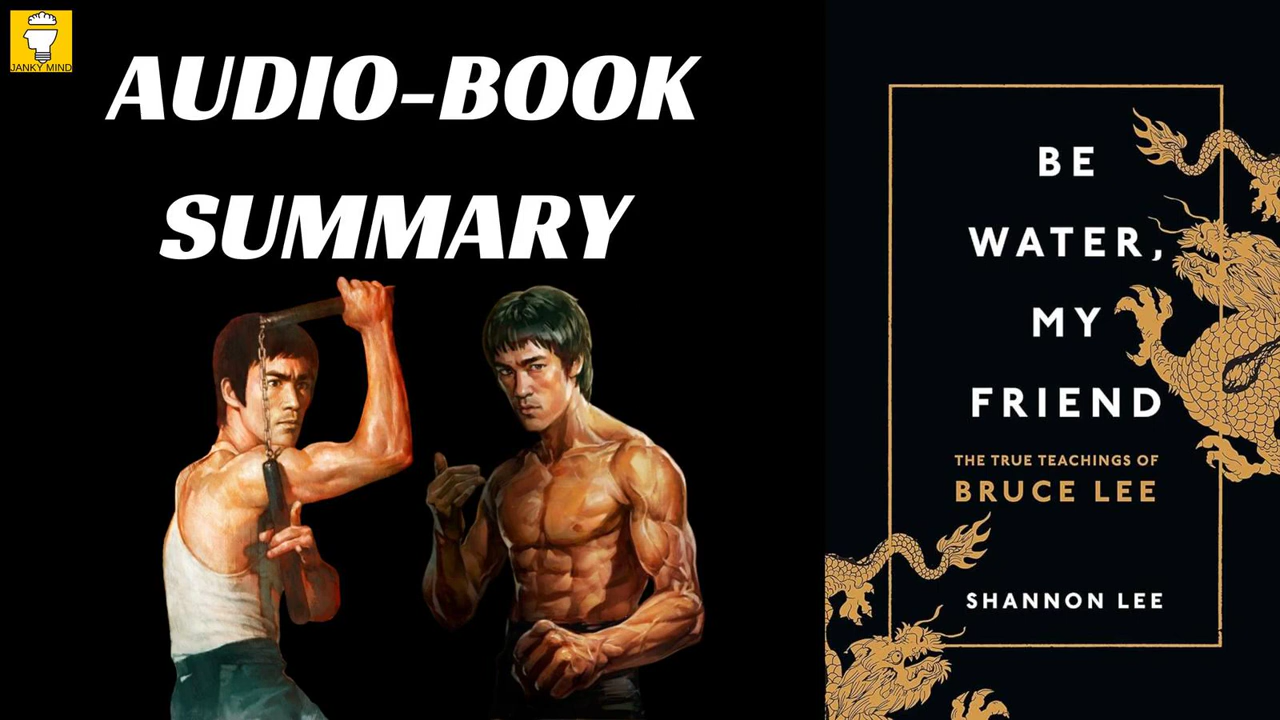 JANKY MIND
AUDIO-BOOK
SUMMARY
BE
WATER,
MY
FRIEND
THE TRUE TEACHINGS OF
BRUCE LEE
SHANNON LEE